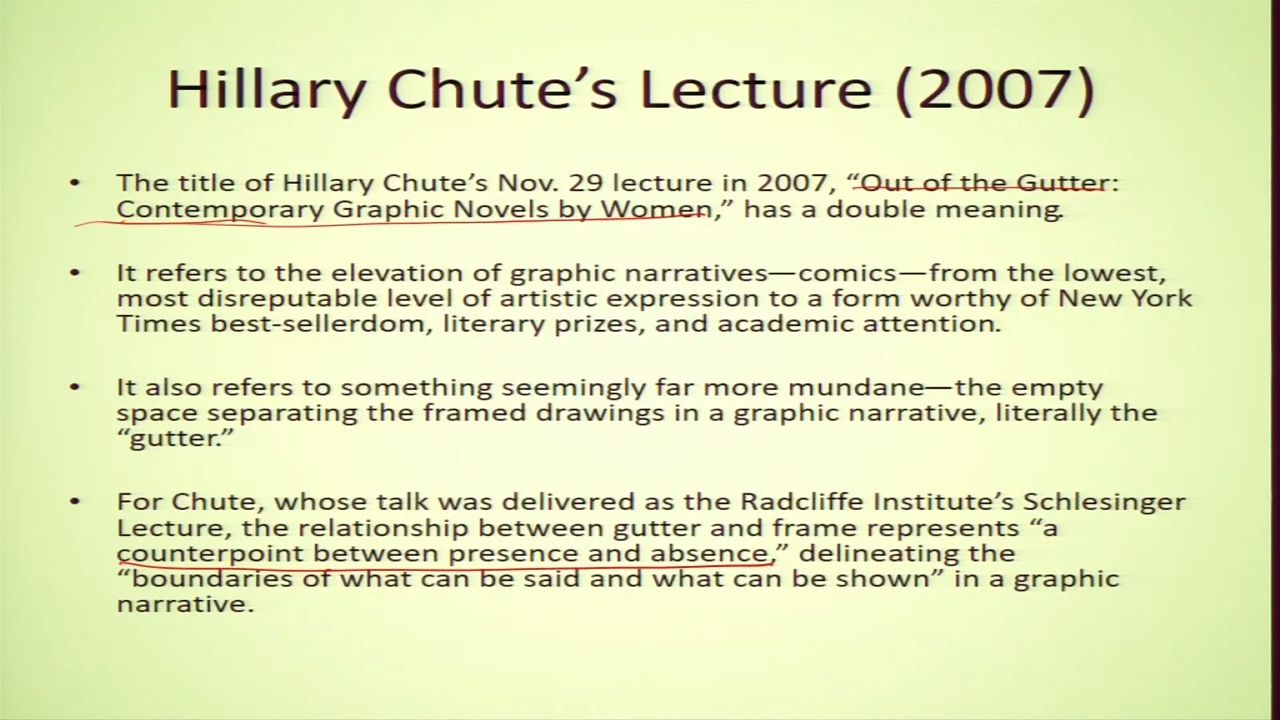 Hillary Chute’s Lecture (2007)
• The title of Hillary Chute’s Nov. 29 lecture in 2007, “Out of the Gutter:
Contemporary Graphic Novels by Women,” has a double meaning.
• It refers to the elevation of graphic narratives—comics—from the lowest,
most disreputable level of artistic expression to a form worthy of New York
Times best-sellerdom, literary prizes, and academic attention.
• It also refers to something seemingly far more mundane—the empty
space separating the framed drawings in a graphic narrative, literally the
“gutter.”
• For Chute, whose talk was delivered as the Radcliffe Institute’s Schlesinger
Lecture, the relationship between gutter and frame represents “a
counterpoint between presence and absence,” delineating the
“boundaries of what can be said and what can be shown” in a graphic
narrative.